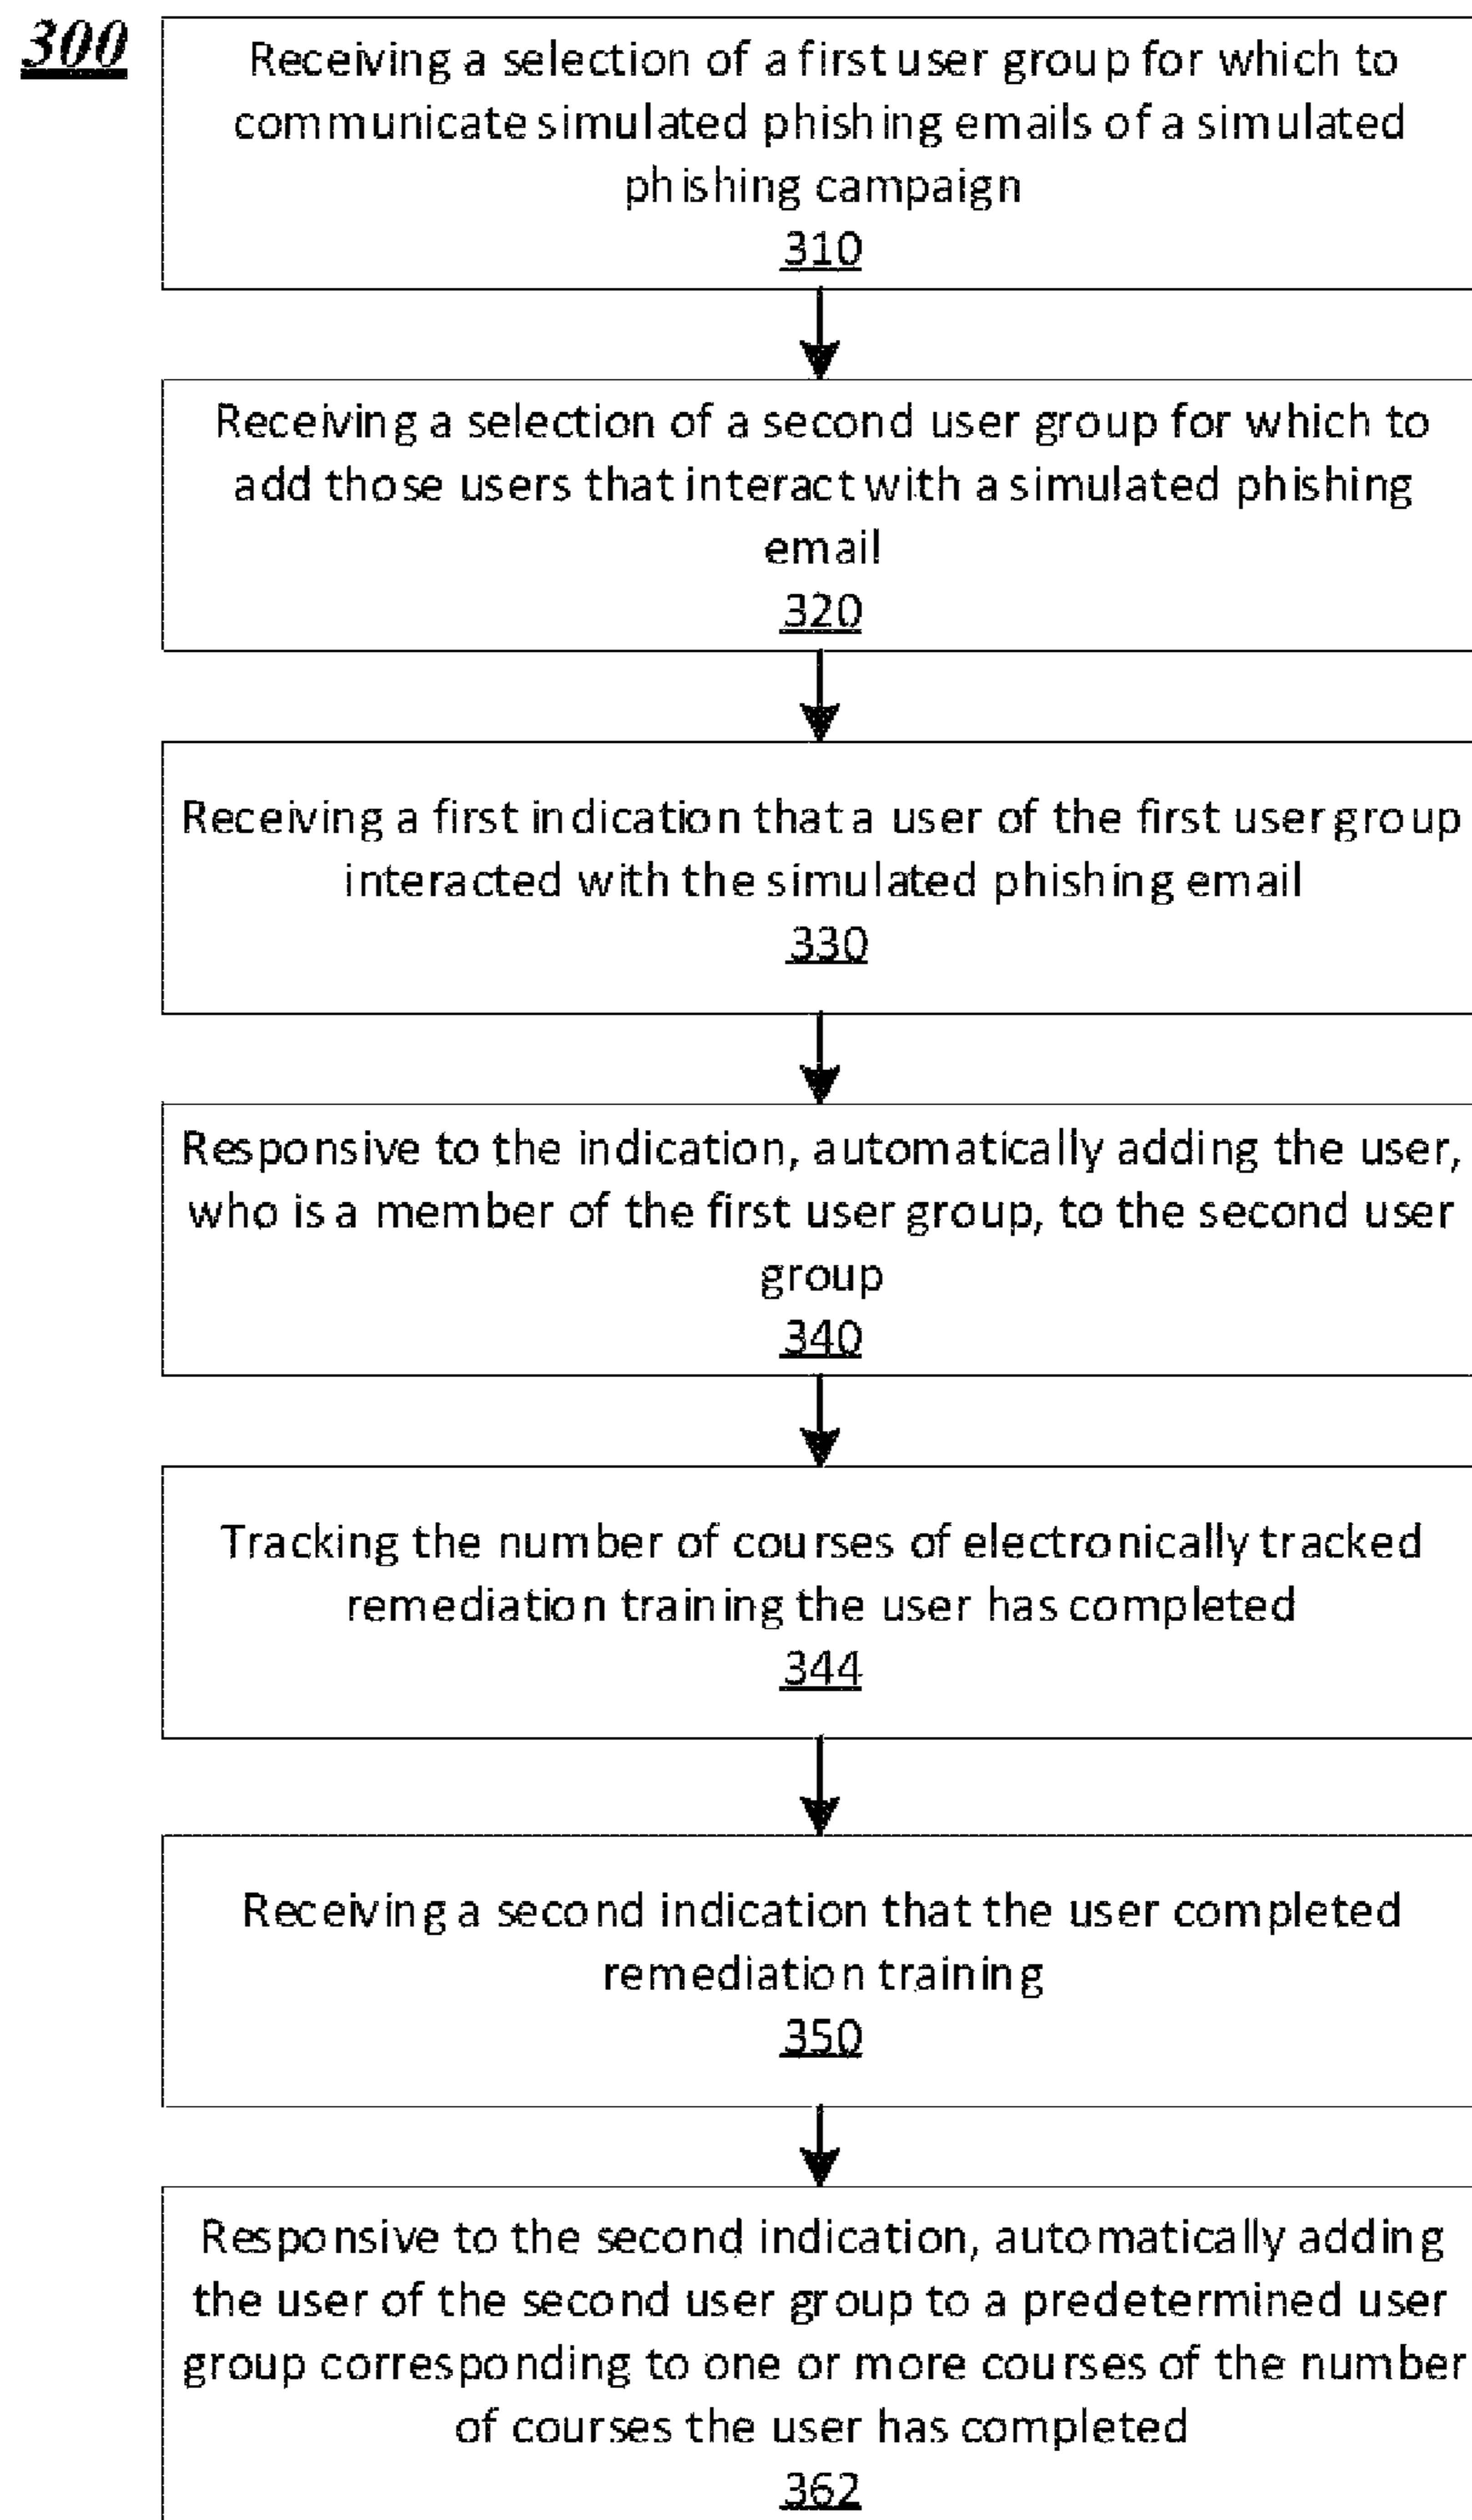 300
Receiving a selection of a first user group for which to
communicate simulated phishing emails of a simulated
phishing campaign
310
Receiving a selection of a second user group for which to
add those users that interact with a simulated phishing
email
320
Receiving a first indication that a user of the first user group
interacted with the simulated phishing email
330
Responsive to the indication, automatically adding the user,
who is a member of the first user group, to the second user
group
340
Tracking the number of courses of electronically tracked
remediation training the user has completed
344
Receiving a second indication that the user completed
remediation training
350
Responsive to the second indication, automatically adding
the user of the second user group to a predetermined user
group corresponding to one or more courses of the number
of courses the user has completed
362